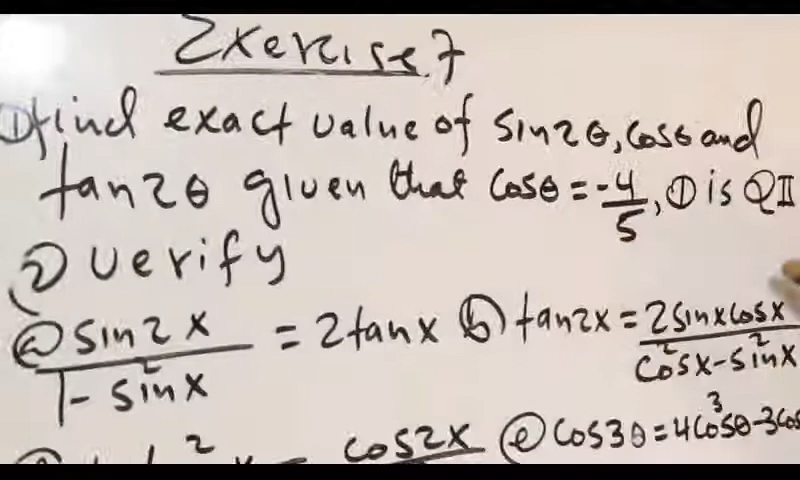 Exercise 7
① find exact value of sin2θ, cosθ and
tan2θ given that cosθ = -4/5, θ is QII
② Verify
ⓐ sin2x / 1 - sin²x = 2tanx ⓑ tan2x = 2sinxcosx / cos²x - sin²x
cos2x ⓔ cos3θ = 4cos³θ - 3cos